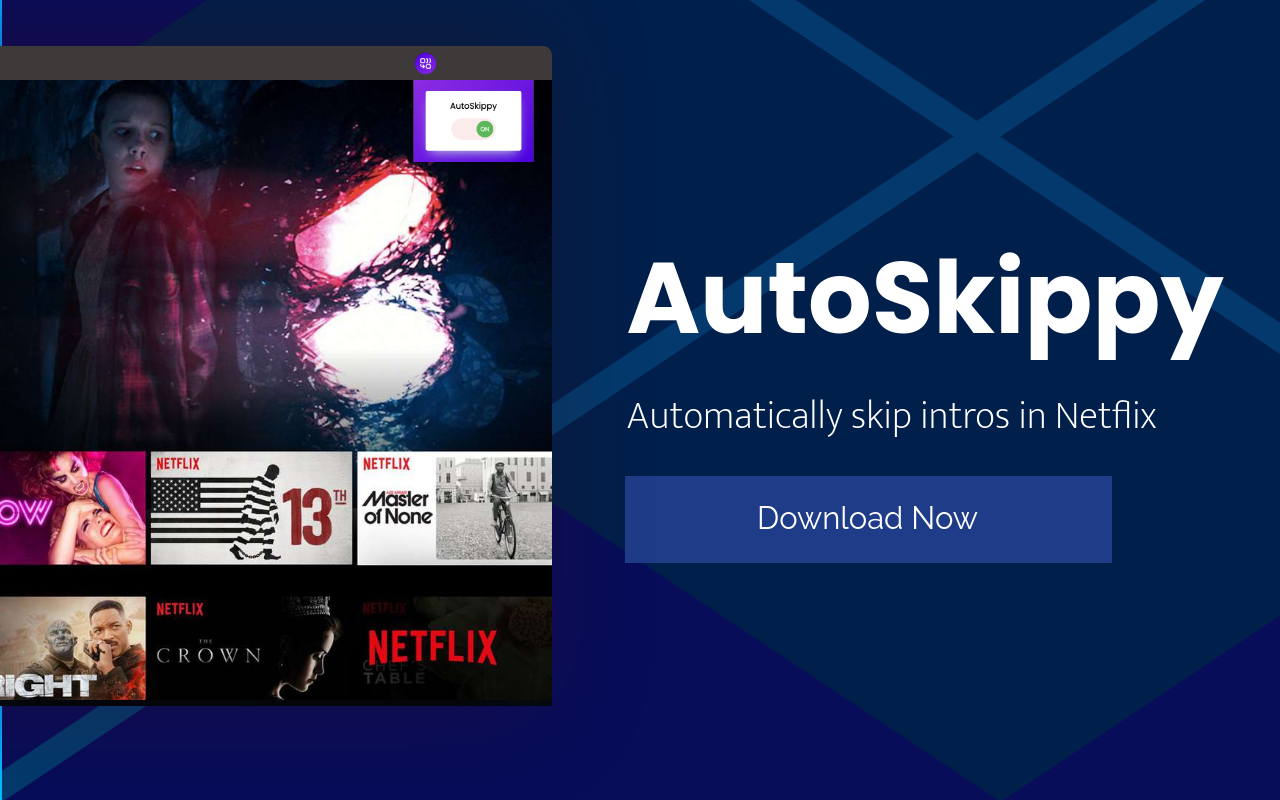 AutoSkippy
ON
AutoSkippy
Automatically skip intros in Netflix
Download Now
OW
NETFLIX
13TH
NETFLIX
Master
of None
RIGHT
NETFLIX
THE
CROWN
NETFLIX
NETFLIX
CHEF'S
TABLE